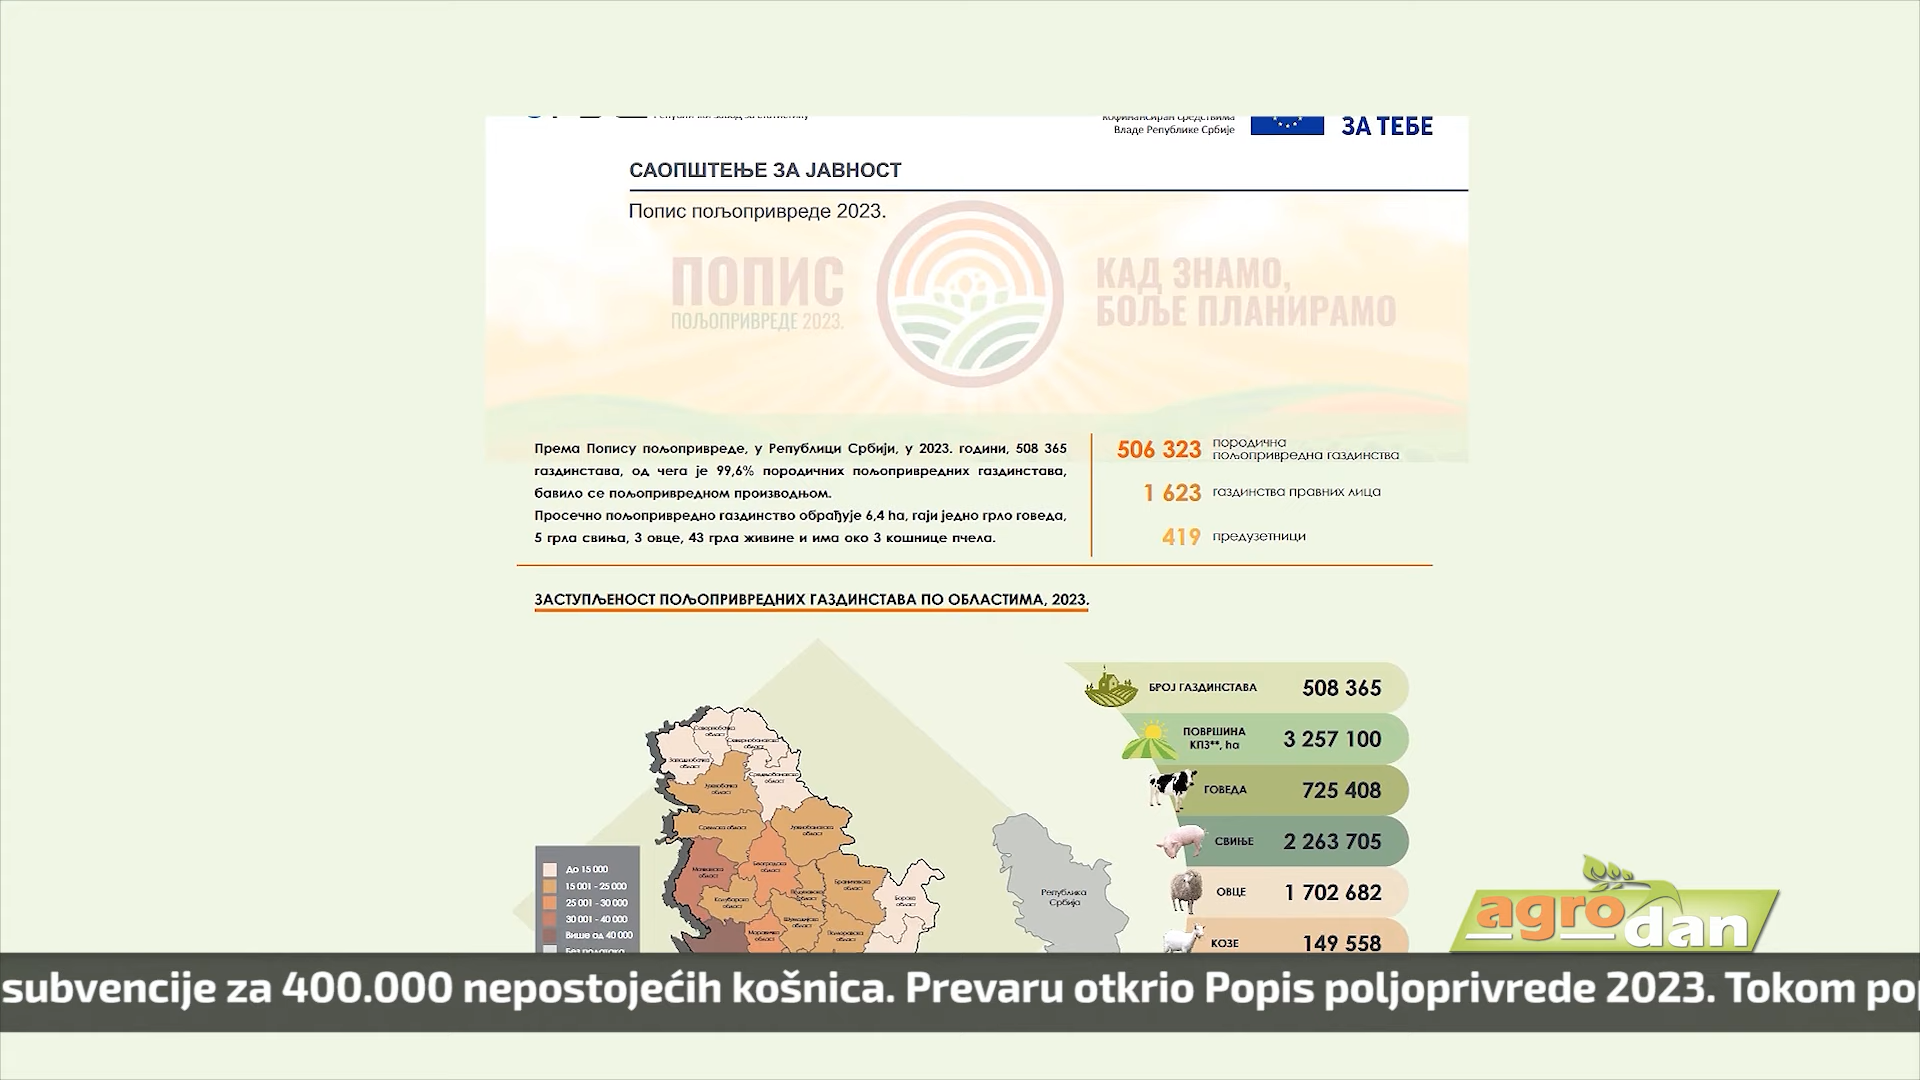 Кофинансиран средствима
Владе Републике Србије
ЗА ТЕБЕ
САОПШТЕЊЕ ЗА ЈАВНОСТ
Попис пољопривреде 2023.
ПОПИС
ПОЉОПРИВРЕДЕ 2023.
КАД ЗНАМО,
БОЉЕ ПЛАНИРАМО
Према Попису пољопривреде, у Републици Србији, у 2023. години, 508 365
газдинстава, од чега је 99,6% породичних пољопривредних газдинстава,
бавило се пољопривредном производњом.
Просечно пољопривредно газдинство обрађује 6,4 ha, гаји једно грло говеда,
5 грла свиња, 3 овце, 43 грла живине и има око 3 кошнице пчела.
506 323 породична
пољопривредна газдинства
1 623 газдинства правних лица
419 предузетници
ЗАСТУПЉЕНОСТ ПОЉОПРИВРЕДНИХ ГАЗДИНСТАВА ПО ОБЛАСТИМА, 2023.
БРОЈ ГАЗДИНСТАВА 508 365
ПОВРШИНА
КПЗ**, ha 3 257 100
ГОВЕДА 725 408
СВИЊЕ 2 263 705
ОВЦЕ 1 702 682
КОЗЕ 149 558
Република
Србија
До 15 000
15 001 - 25 000
25 001 - 30 000
30 001 - 40 000
Више од 40 000
Без података
agro dan
subvencije za 400.000 nepostojećih košnica. Prevaru otkrio Popis poljoprivrede 2023. Tokom pop